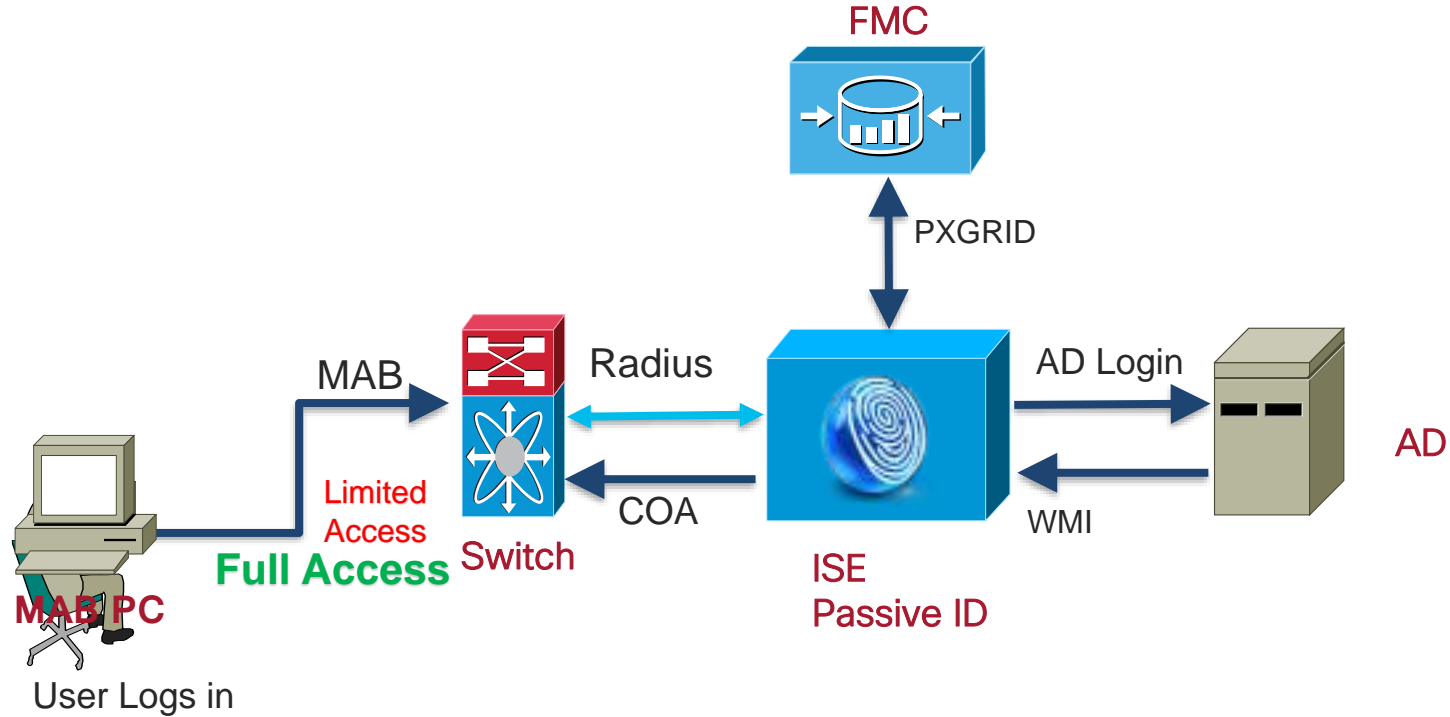 FMC
PXGRID
MAB
Radius
AD Login
AD
Limited
Access
COA
WMI
Full Access
Switch
ISE
Passive ID
MAB PC
User Logs in